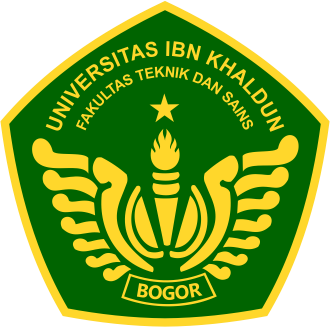 UNIVERSITAS IBN KHALDUN
FAKULTAS TEKNIK DAN SAINS
BOGOR